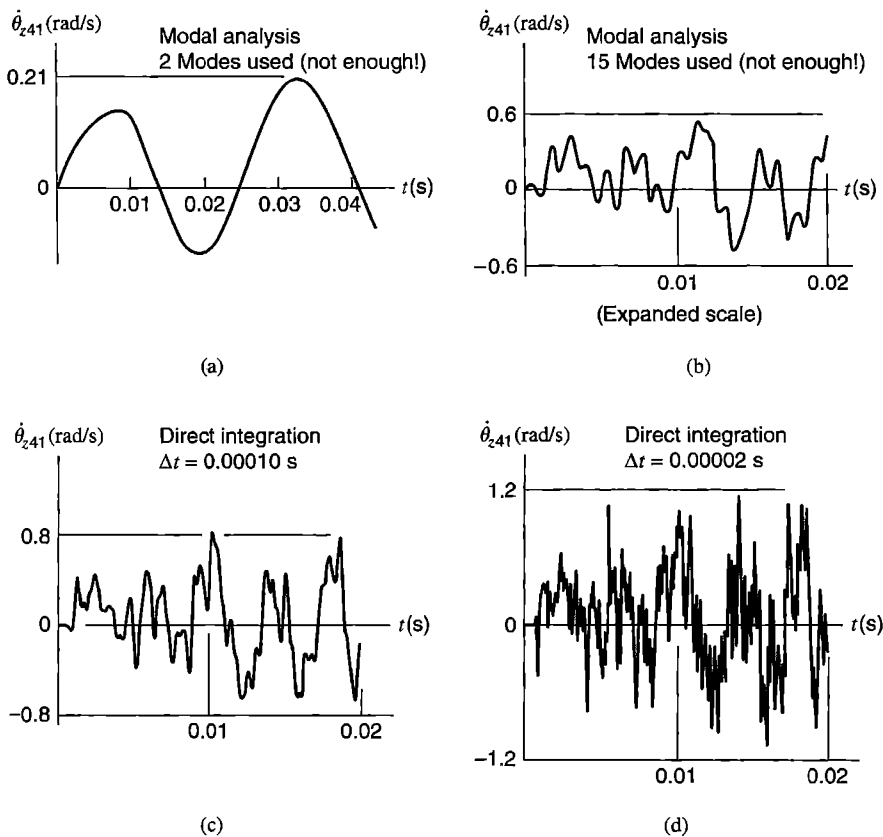 θ̇z41 (rad/s)
Modal analysis
2 Modes used (not enough!)
0.21
0
0.01
0.02
0.03
0.04
t(s)
(a)
θ̇z41 (rad/s)
Modal analysis
15 Modes used (not enough!)
0.6
0
t(s)
−0.6
0.01
0.02
(Expanded scale)
(b)
θ̇z41 (rad/s)
Direct integration
Δt = 0.00010 s
0.8
0
t(s)
−0.8
0.01
0.02
(c)
θ̇z41 (rad/s)
Direct integration
Δt = 0.00002 s
1.2
0
t(s)
−1.2
0.01
0.02
(d)